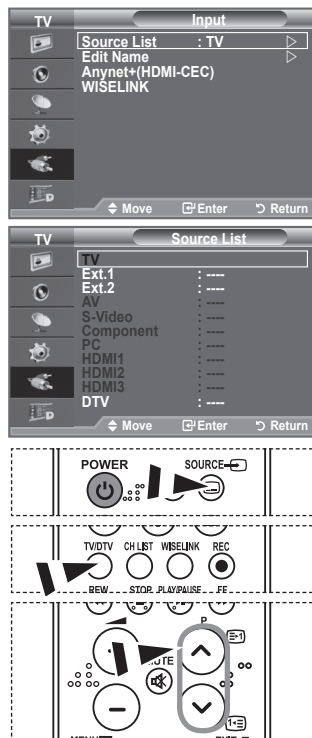 TV Input
Source List : TV
Edit Name
Anynet+(HDMI-CEC)
WISELINK
Move Enter Return
TV Source List
TV
Ext.1 : ----
Ext.2 : ----
AV : ----
S-Video : ----
Component : ----
PC : ----
HDMI1 : ----
HDMI2 : ----
HDMI3 : ----
DTV : ----
Move Enter Return
POWER SOURCE
TV/DTV CH LIST WISELINK REC
REW STOP PLAY/PAUSE FF
P
MUTE